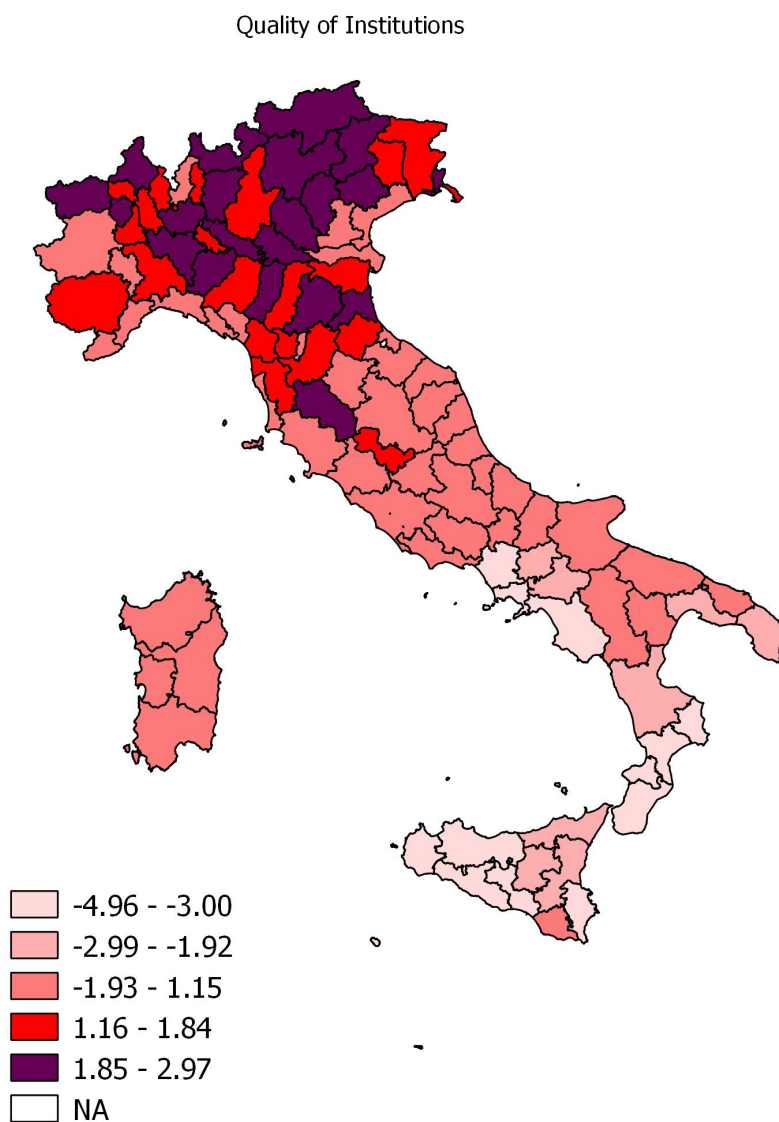 Quality of Institutions
-4.96 - -3.00
-2.99 - -1.92
-1.93 - 1.15
1.16 - 1.84
1.85 - 2.97
NA